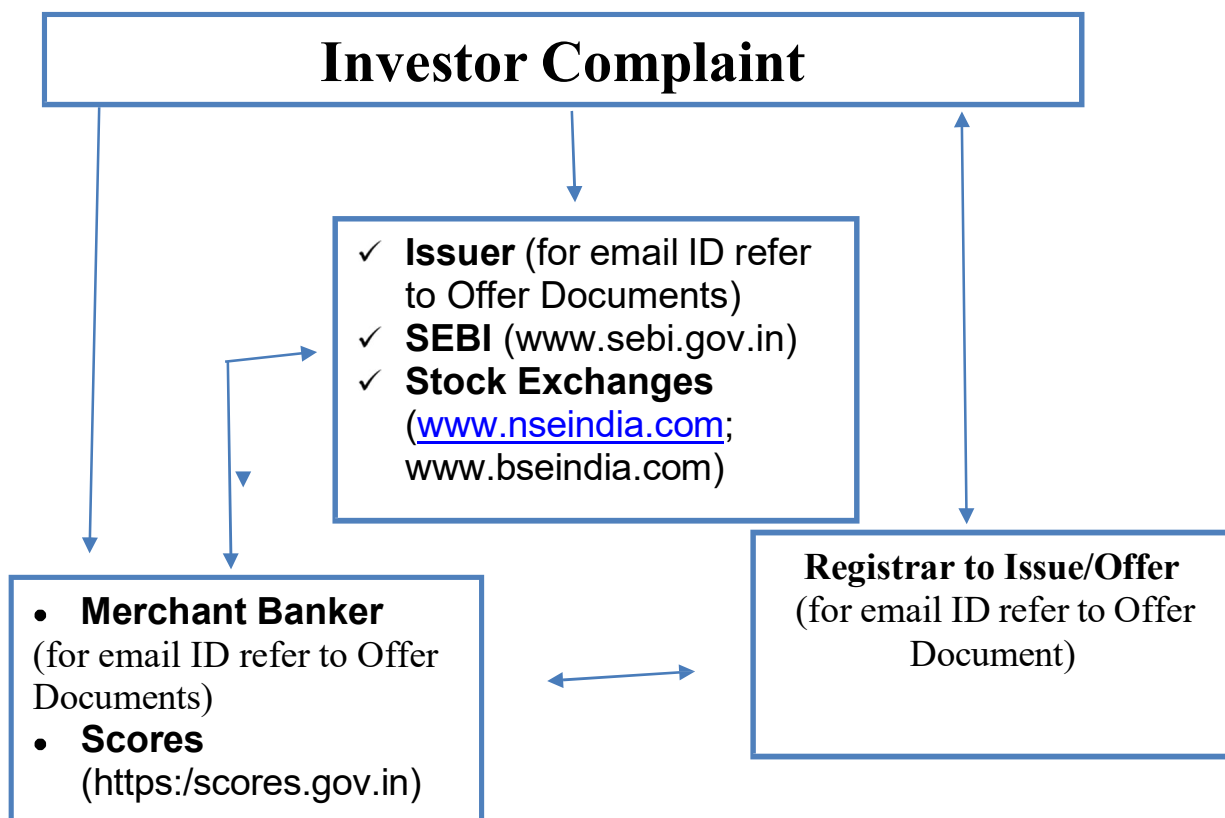 Investor Complaint
✓ Issuer (for email ID refer
to Offer Documents)
✓ SEBI (www.sebi.gov.in)
✓ Stock Exchanges
(www.nseindia.com;
www.bseindia.com)
• Merchant Banker
(for email ID refer to Offer
Documents)
• Scores
(https:/scores.gov.in)
Registrar to Issue/Offer
(for email ID refer to Offer
Document)